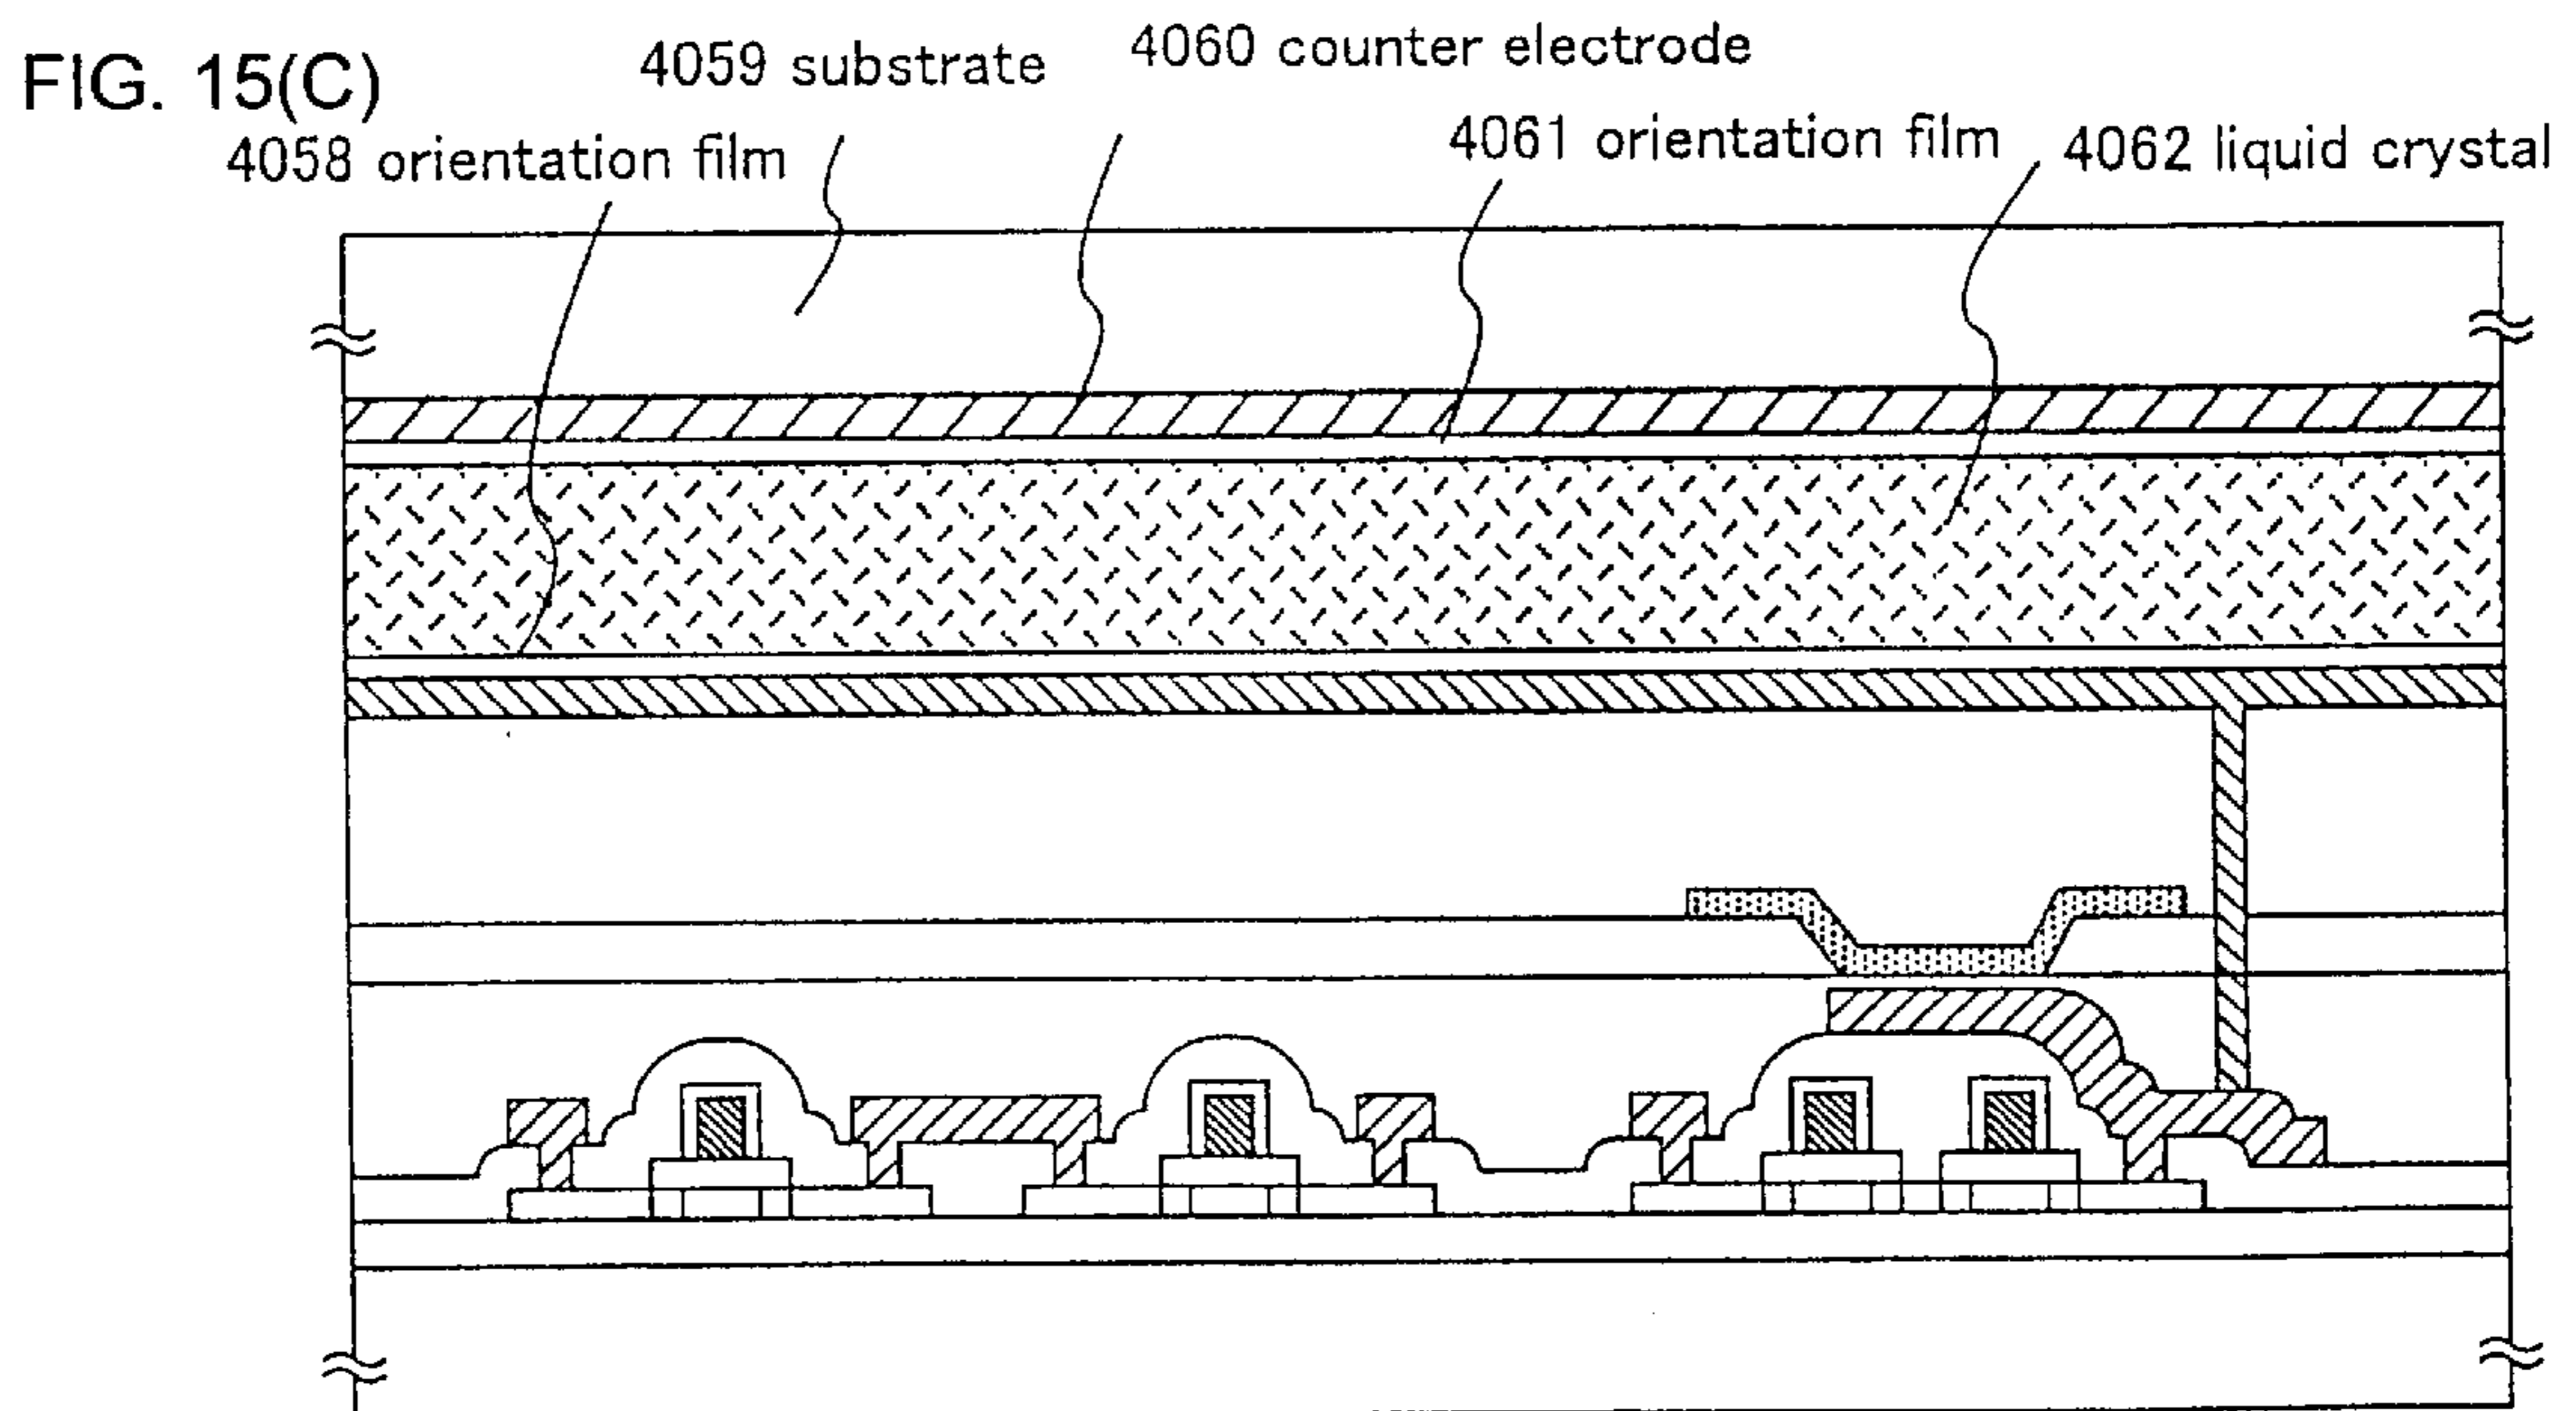 FIG. 15(C)
4059 substrate
4060 counter electrode
4058 orientation film
4061 orientation film
4062 liquid crystal